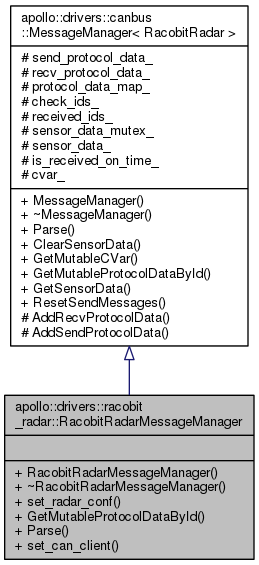 apollo::drivers::canbus
::MessageManager< RacobitRadar >
# send_protocol_data_
# recv_protocol_data_
# protocol_data_map_
# check_ids_
# received_ids_
# sensor_data_mutex_
# sensor_data_
# is_received_on_time_
# cvar_
+ MessageManager()
+ ~MessageManager()
+ Parse()
+ ClearSensorData()
+ GetMutableCVar()
+ GetMutableProtocolDataById()
+ GetSensorData()
+ ResetSendMessages()
# AddRecvProtocolData()
# AddSendProtocolData()
apollo::drivers::racobit
_radar::RacobitRadarMessageManager
+ RacobitRadarMessageManager()
+ ~RacobitRadarMessageManager()
+ set_radar_conf()
+ GetMutableProtocolDataById()
+ Parse()
+ set_can_client()